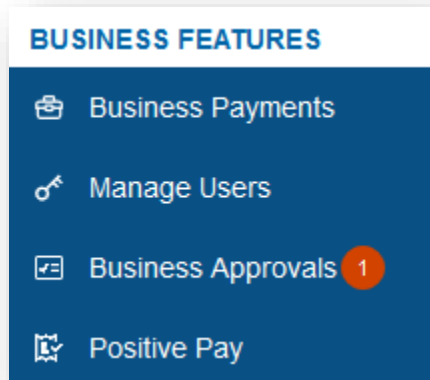 BUSINESS FEATURES
Business Payments
Manage Users
Business Approvals 1
Positive Pay